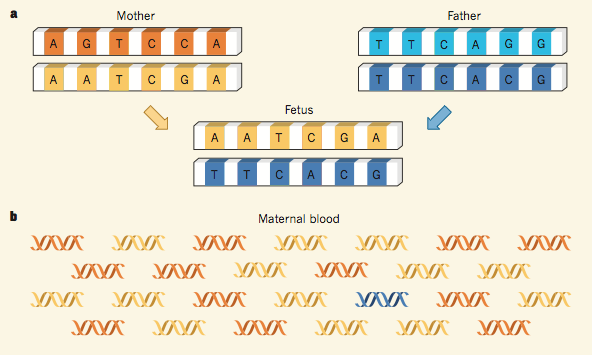 a
Mother
Father
A G T C C A
T T C A G G
A A T C G A
T T C A C G
Fetus
A A T C G A
T T C A C G
b
Maternal blood